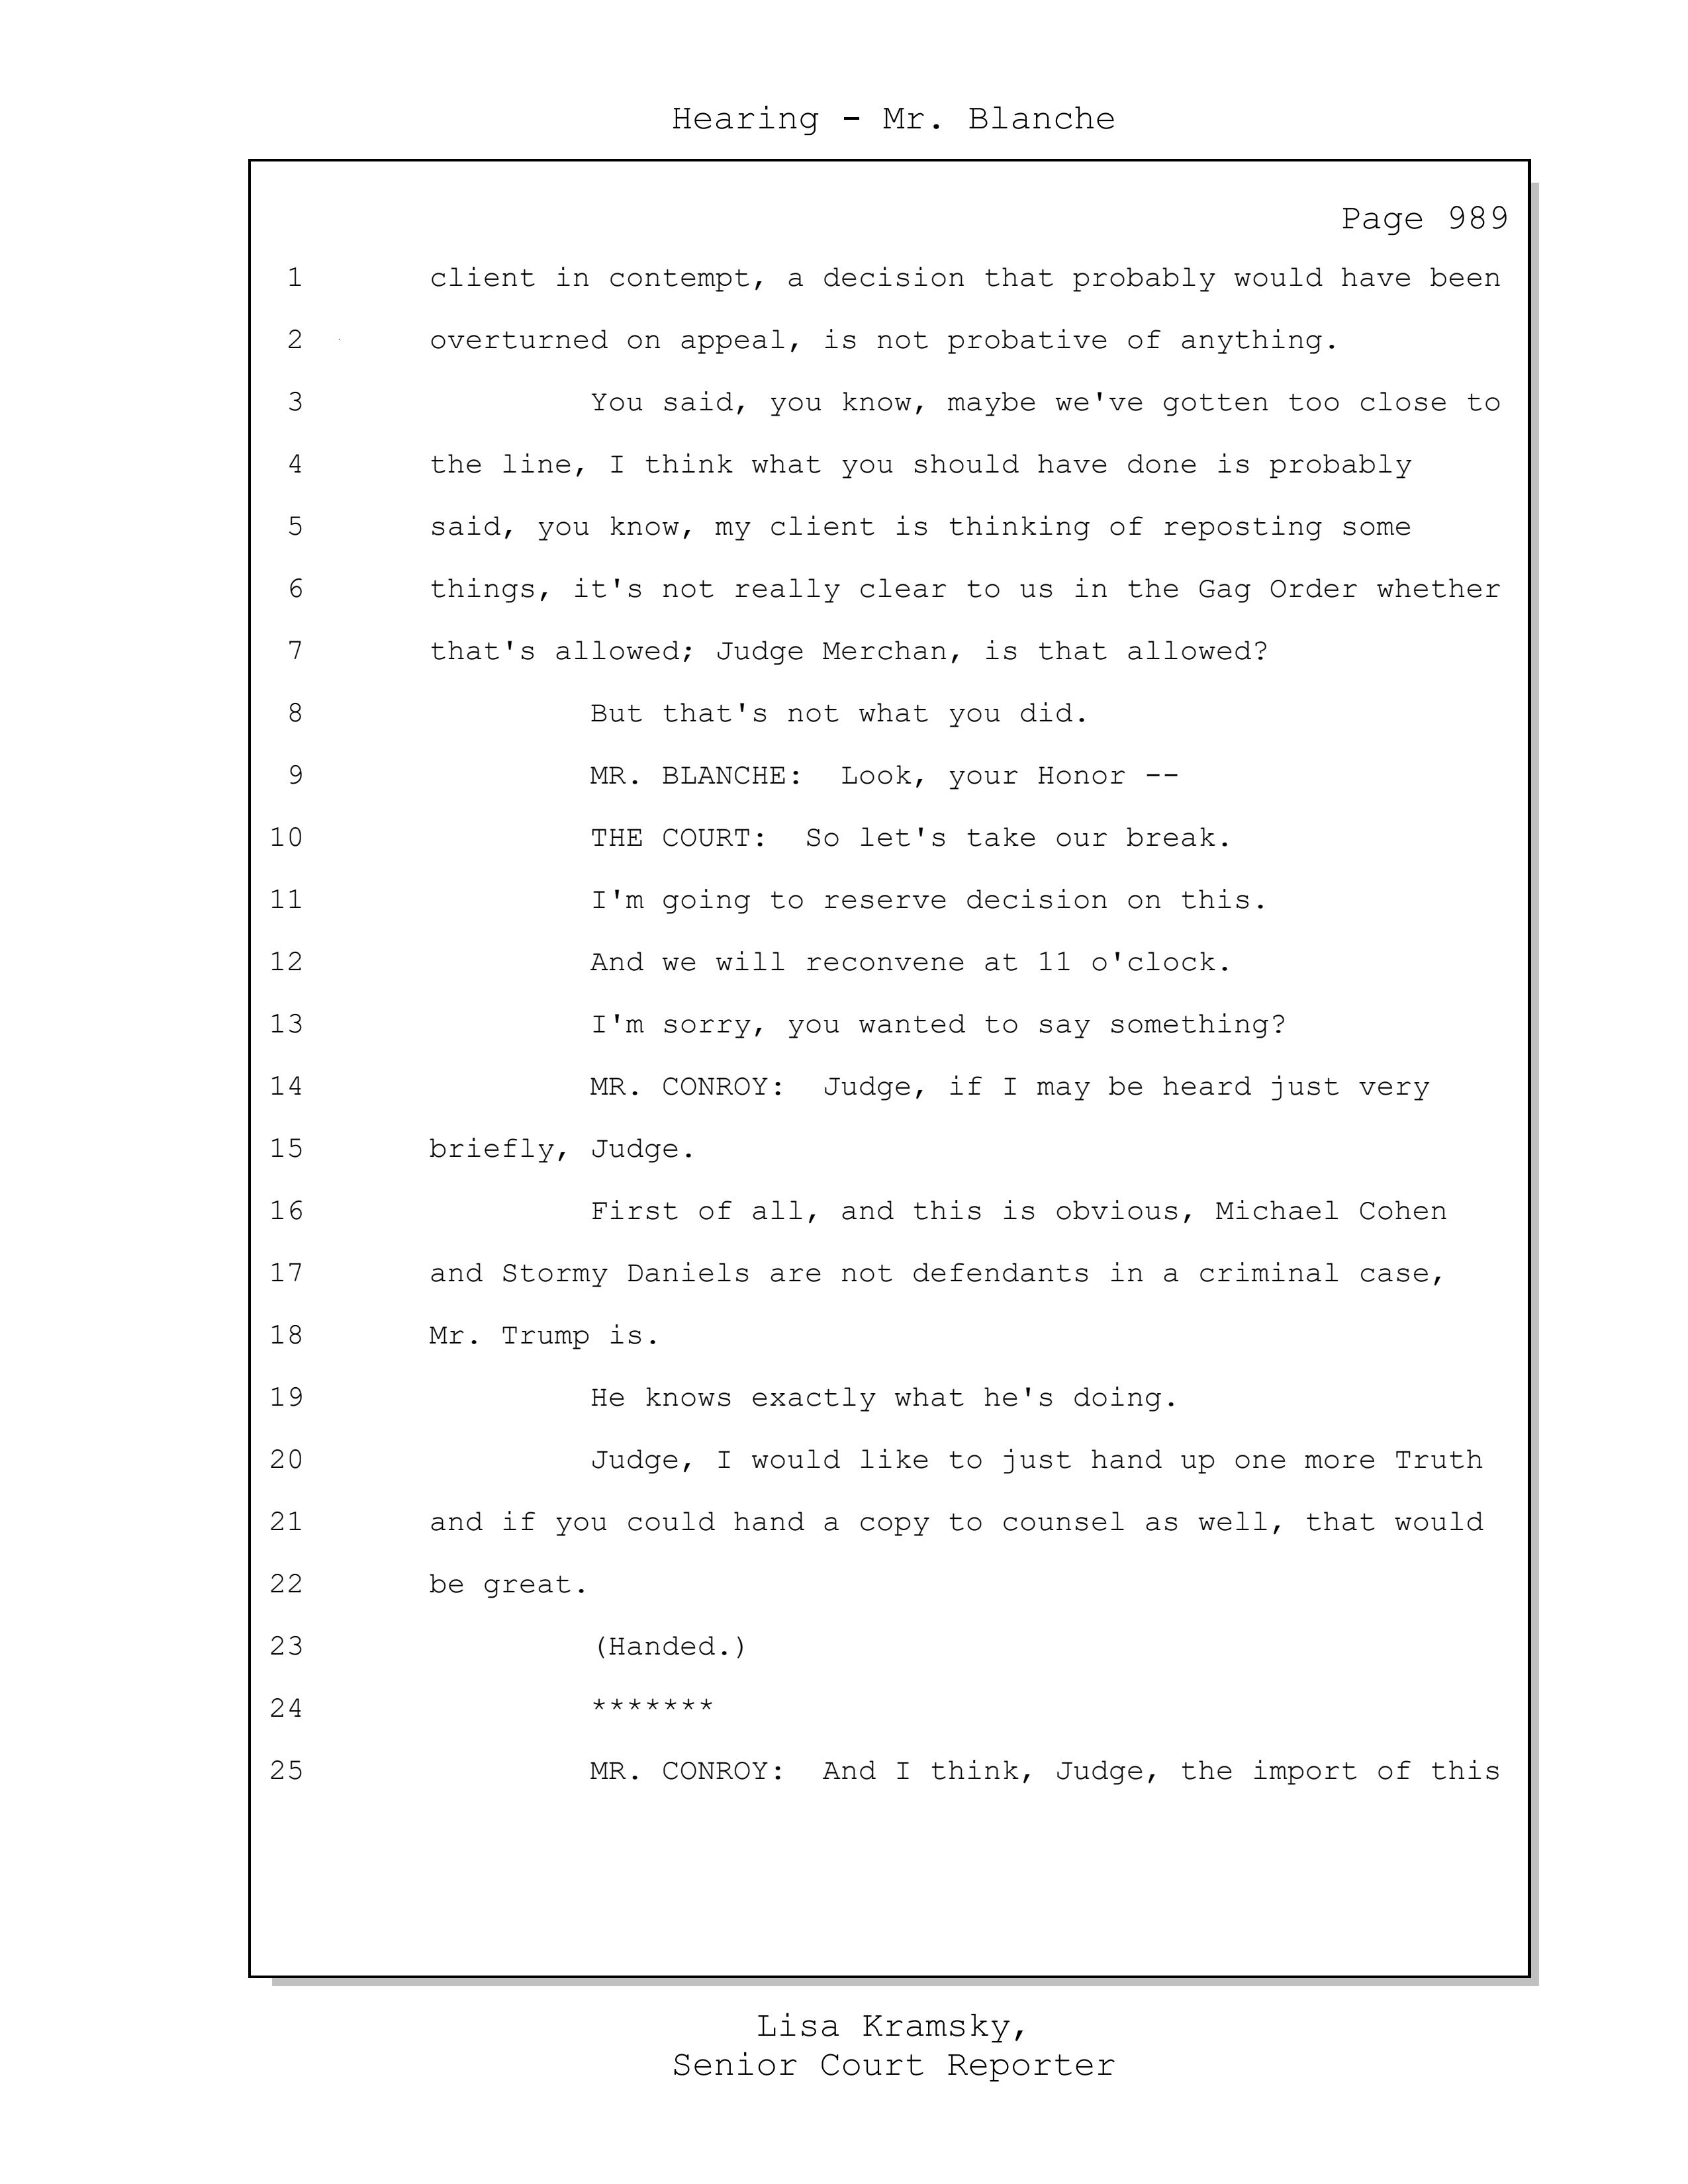 Hearing - Mr. Blanche
Page 989
1 client in contempt, a decision that probably would have been
2 overturned on appeal, is not probative of anything.
3 You said, you know, maybe we've gotten too close to
4 the line, I think what you should have done is probably
5 said, you know, my client is thinking of reposting some
6 things, it's not really clear to us in the Gag Order whether
7 that's allowed; Judge Merchan, is that allowed?
8 But that's not what you did.
9 MR. BLANCHE: Look, your Honor --
10 THE COURT: So let's take our break.
11 I'm going to reserve decision on this.
12 And we will reconvene at 11 o'clock.
13 I'm sorry, you wanted to say something?
14 MR. CONROY: Judge, if I may be heard just very
15 briefly, Judge.
16 First of all, and this is obvious, Michael Cohen
17 and Stormy Daniels are not defendants in a criminal case,
18 Mr. Trump is.
19 He knows exactly what he's doing.
20 Judge, I would like to just hand up one more Truth
21 and if you could hand a copy to counsel as well, that would
22 be great.
23 (Handed.)
24 *******
25 MR. CONROY: And I think, Judge, the import of this
Lisa Kramsky,
Senior Court Reporter